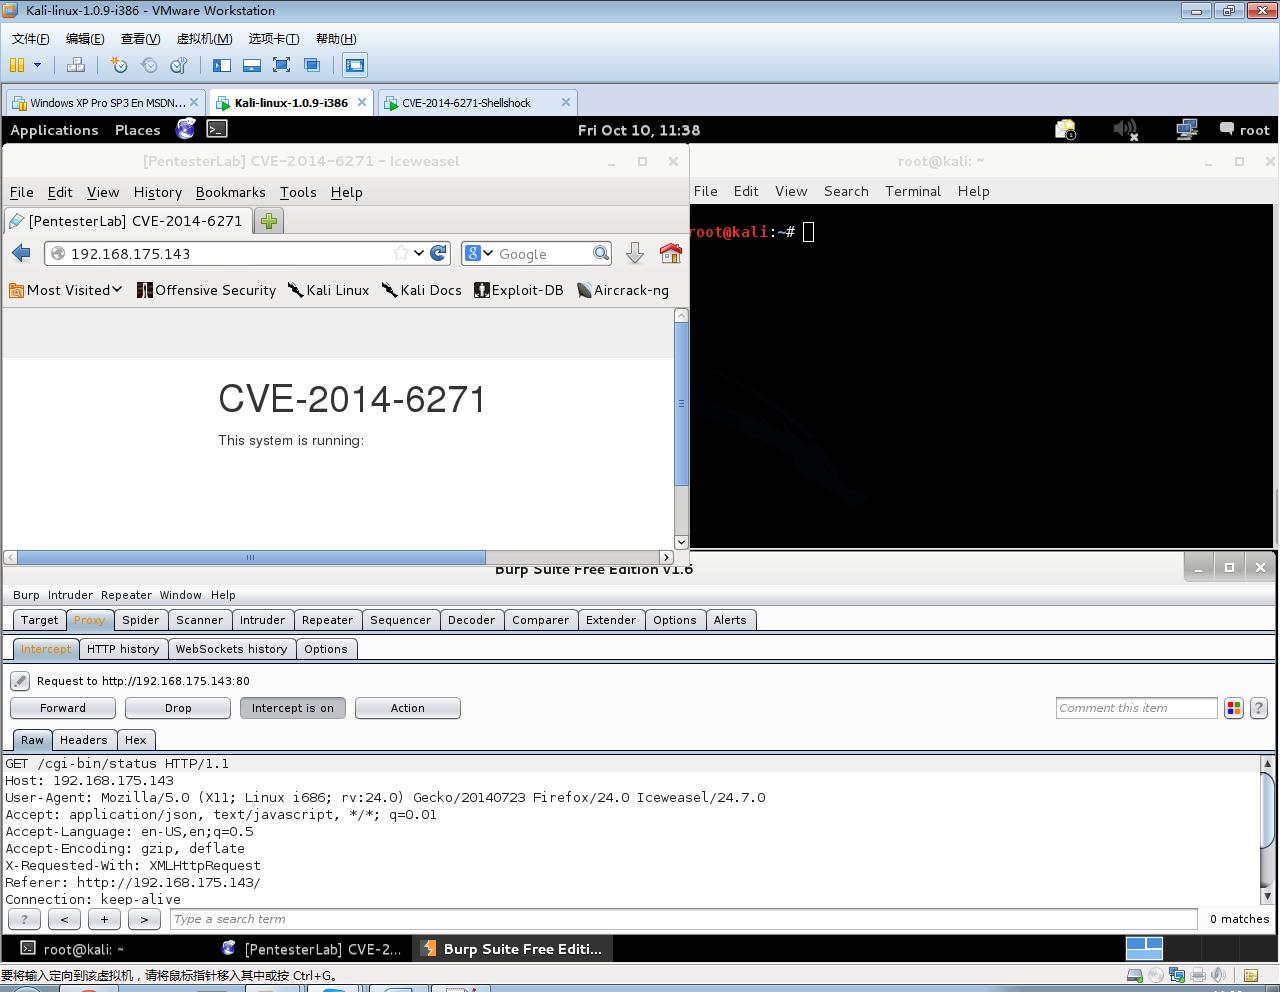 Kali-linux-1.0.9-i386 - VMware Workstation
文件(F) 编辑(E) 查看(V) 虚拟机(M) 选项卡(T) 帮助(H)
Windows XP Pro SP3 En MSDN... Kali-linux-1.0.9-i386 CVE-2014-6271-Shellshock
Applications Places Fri Oct 10, 11:38 1 root
[PentesterLab] CVE-2014-6271 - Iceweasel
File Edit View History Bookmarks Tools Help
[PentesterLab] CVE-2014-6271
192.168.175.143 8 Google
Most Visited Offensive Security Kali Linux Kali Docs Exploit-DB Aircrack-ng
CVE-2014-6271
This system is running:
root@kali: ~
File Edit View Search Terminal Help
root@kali:~#
Burp Suite Free Edition v1.6
Burp Intruder Repeater Window Help
Target Proxy Spider Scanner Intruder Repeater Sequencer Decoder Comparer Extender Options Alerts
Intercept HTTP history WebSockets history Options
Request to http://192.168.175.143:80
Forward Drop Intercept is on Action Comment this item ?
Raw Headers Hex
GET /cgi-bin/status HTTP/1.1
Host: 192.168.175.143
User-Agent: Mozilla/5.0 (X11; Linux i686; rv:24.0) Gecko/20140723 Firefox/24.0 Iceweasel/24.7.0
Accept: application/json, text/javascript, */*; q=0.01
Accept-Language: en-US,en;q=0.5
Accept-Encoding: gzip, deflate
X-Requested-With: XMLHttpRequest
Referer: http://192.168.175.143/
Connection: keep-alive
? < + > Type a search term 0 matches
root@kali: ~ [PentesterLab] CVE-2... Burp Suite Free Editi...
要将输入定向到该虚拟机，请将鼠标指针移入其中或按 Ctrl+G。